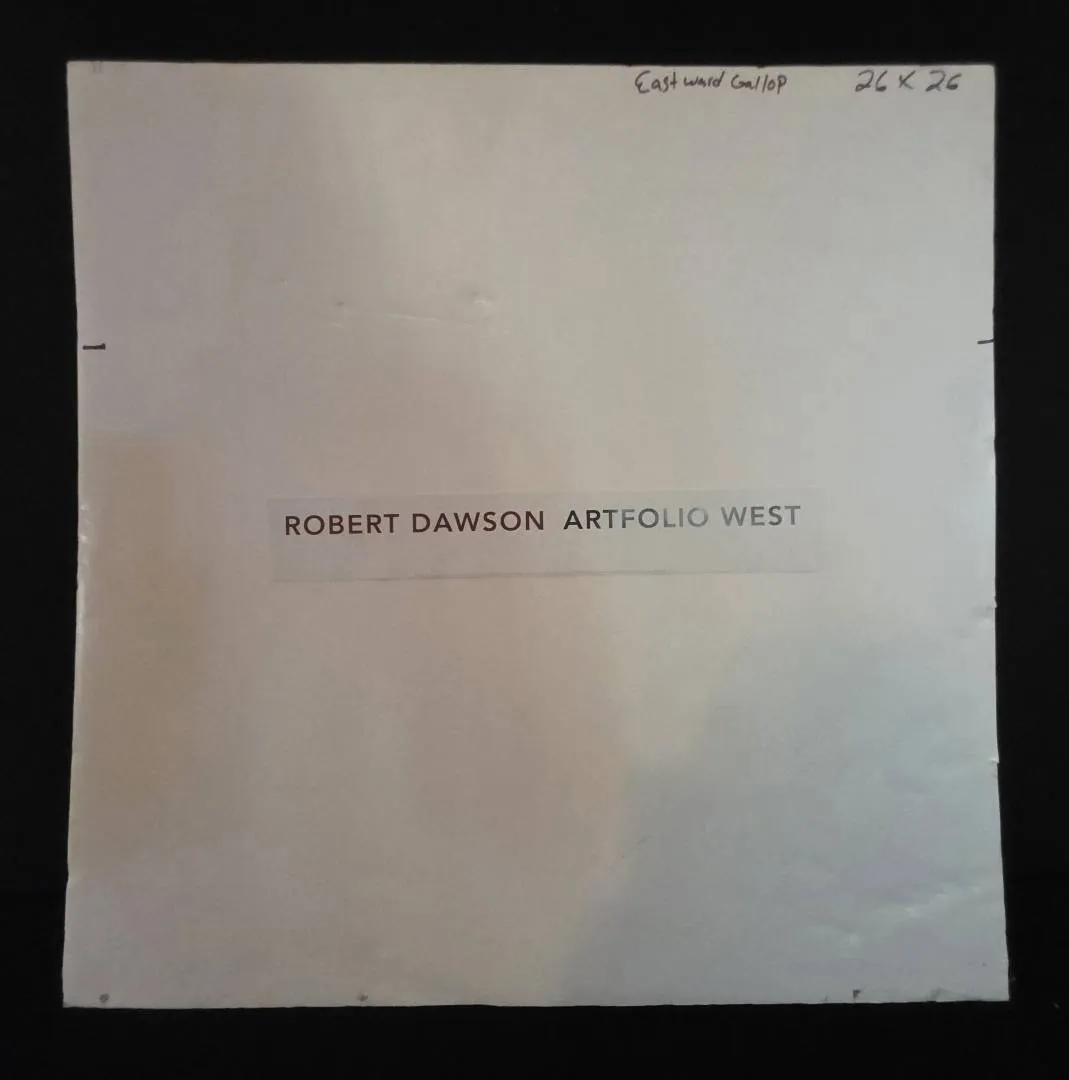 Eastward Gallop 26 x 26
ROBERT DAWSON ARTFOLIO WEST